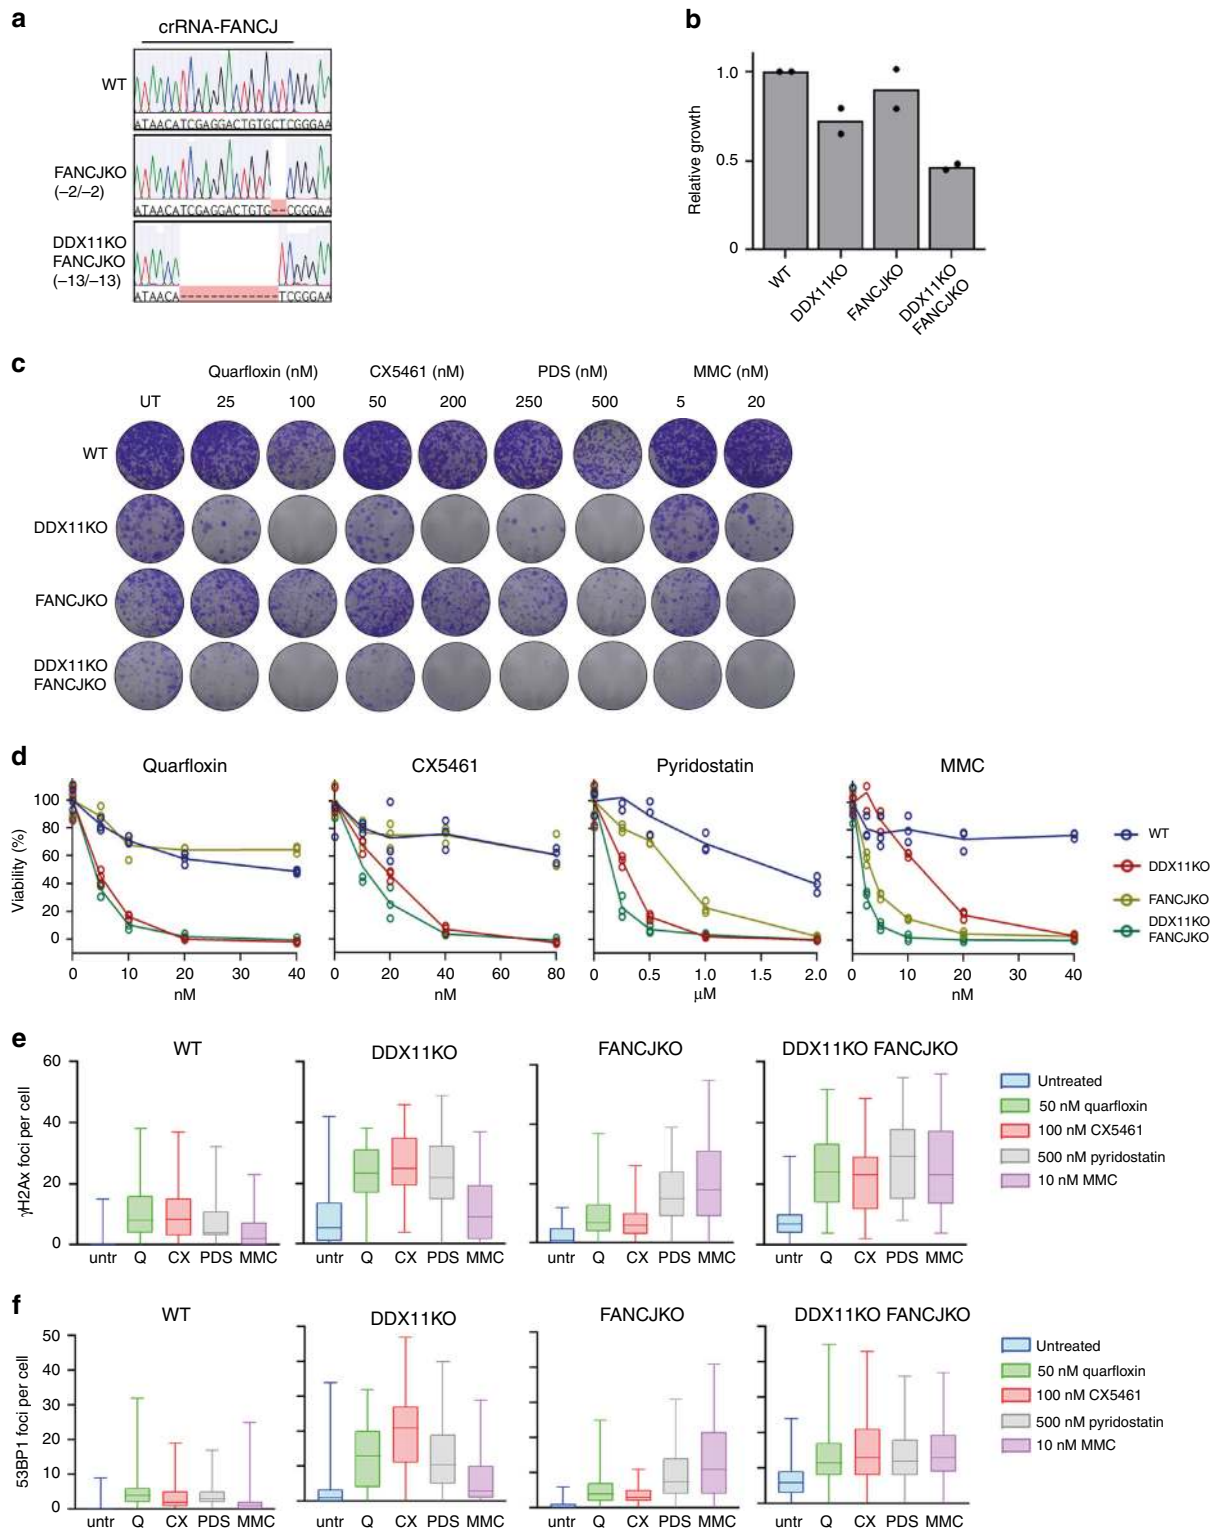 a
crRNA-FANCJ
WT
ATAACATCGAGGACTGTGCTCGGGAA
FANCJKO
(–2/–2)
ATAACATCGAGGACTGTG--CGGGAA
DDX11KO
FANCJKO
(–13/–13)
ATAACA-------------TCGGGAA
b
Relative growth
1.0
0.5
0
WT
DDX11KO
FANCJKO
DDX11KO
FANCJKO
c
Quarfloxin (nM) CX5461 (nM) PDS (nM) MMC (nM)
UT 25 100 50 200 250 500 5 20
WT
DDX11KO
FANCJKO
DDX11KO
FANCJKO
d
Quarfloxin CX5461 Pyridostatin MMC
Viability (%)
100
80
60
40
20
0
0 10 20 30 40
nM
0 20 40 60 80
nM
0 0.5 1.0 1.5 2.0
μM
0 10 20 30 40
nM
WT
DDX11KO
FANCJKO
DDX11KO
FANCJKO
e
WT DDX11KO FANCJKO DDX11KO FANCJKO
γH2Ax foci per cell
60
40
20
0
untr Q CX PDS MMC
untr Q CX PDS MMC
untr Q CX PDS MMC
untr Q CX PDS MMC
Untreated
50 nM quarfloxin
100 nM CX5461
500 nM pyridostatin
10 nM MMC
f
WT DDX11KO FANCJKO DDX11KO FANCJKO
53BP1 foci per cell
50
40
30
20
10
0
untr Q CX PDS MMC
untr Q CX PDS MMC
untr Q CX PDS MMC
untr Q CX PDS MMC
Untreated
50 nM quarfloxin
100 nM CX5461
500 nM pyridostatin
10 nM MMC